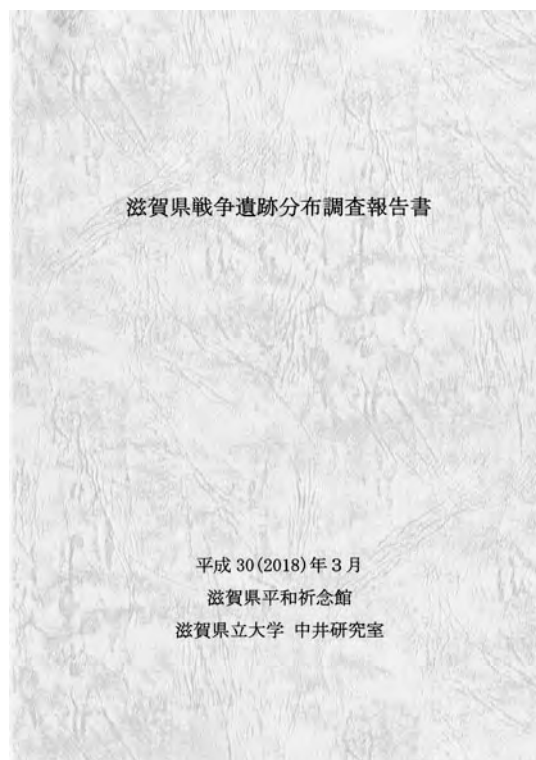 滋賀県戦争遺跡分布調査報告書
平成 30(2018)年3月
滋賀県平和祈念館
滋賀県立大学 中井研究室